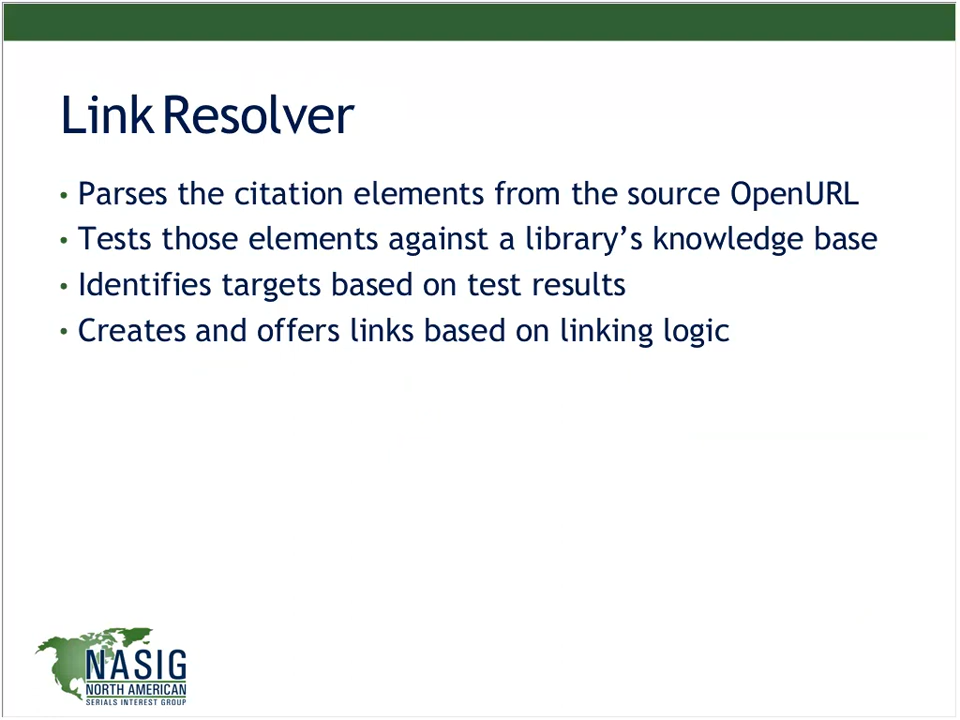 Link Resolver
• Parses the citation elements from the source OpenURL
• Tests those elements against a library’s knowledge base
• Identifies targets based on test results
• Creates and offers links based on linking logic
NASIG
NORTH AMERICAN
SERIALS INTEREST GROUP